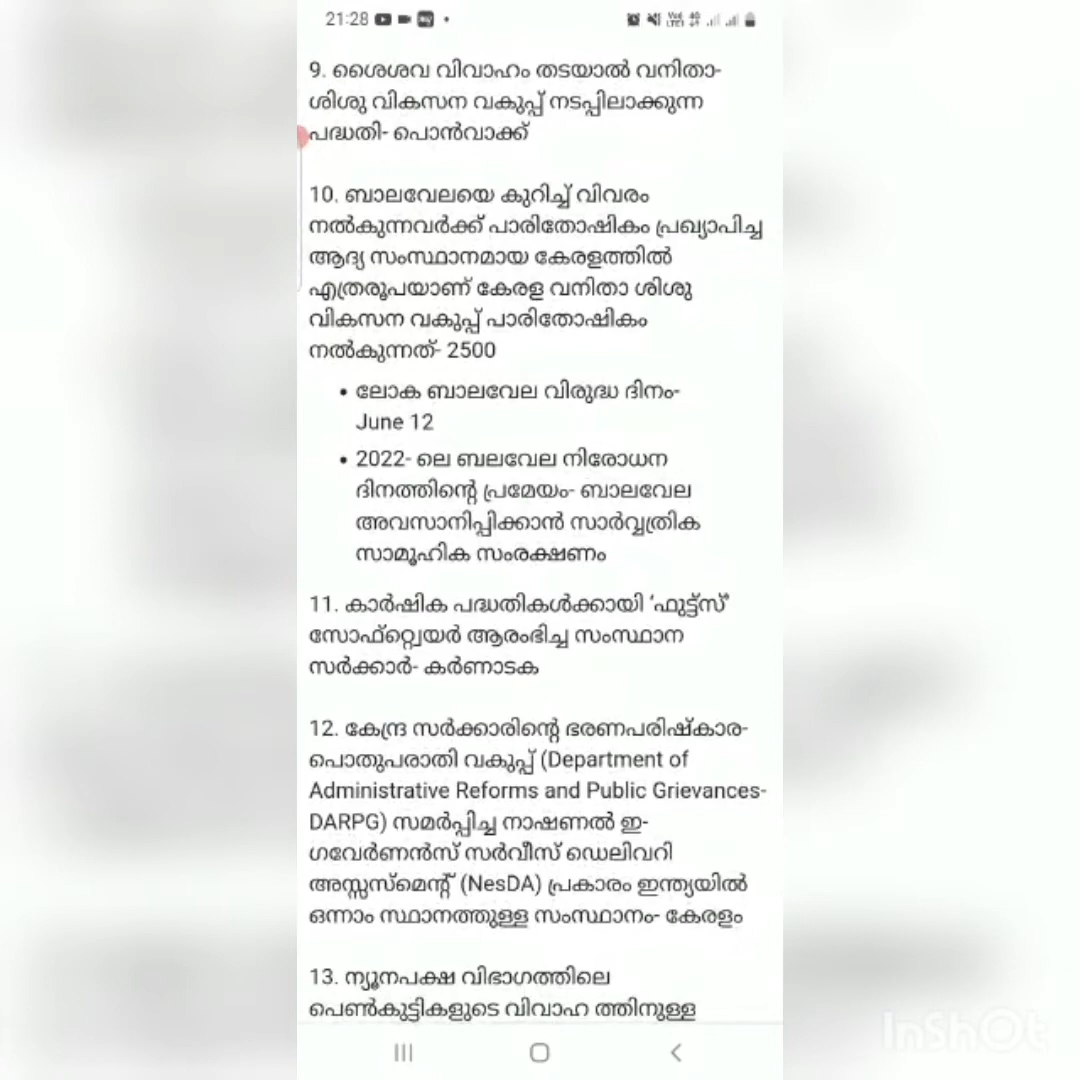 21:28
9. ശൈശവ വിവാഹം തടയാൽ വനിതാ-
ശിശു വികസന വകുപ്പ് നടപ്പിലാക്കുന്ന
പദ്ധതി- പൊൻവാക്ക്
10. ബാലവേലയെ കുറിച്ച് വിവരം
നൽകുന്നവർക്ക് പാരിതോഷികം പ്രഖ്യാപിച്ച
ആദ്യ സംസ്ഥാനമായ കേരളത്തിൽ
എത്രരൂപയാണ് കേരള വനിതാ ശിശു
വികസന വകുപ്പ് പാരിതോഷികം
നൽകുന്നത്- 2500
• ലോക ബാലവേല വിരുദ്ധ ദിനം-
June 12
• 2022- ലെ ബലവേല നിരോധന
ദിനത്തിന്റെ പ്രമേയം- ബാലവേല
അവസാനിപ്പിക്കാൻ സാർവ്വത്രിക
സാമൂഹിക സംരക്ഷണം
11. കാർഷിക പദ്ധതികൾക്കായി ‘ഫുട്ട്സ്’
സോഫ്റ്റ്വെയർ ആരംഭിച്ച സംസ്ഥാന
സർക്കാർ- കർണാടക
12. കേന്ദ്ര സർക്കാരിന്റെ ഭരണപരിഷ്കാര-
പൊതുപരാതി വകുപ്പ് (Department of
Administrative Reforms and Public Grievances-
DARPG) സമർപ്പിച്ച നാഷണൽ ഇ-
ഗവേർണൻസ് സർവീസ് ഡെലിവറി
അസ്സസ്മെന്റ് (NesDA) പ്രകാരം ഇന്ത്യയിൽ
ഒന്നാം സ്ഥാനത്തുള്ള സംസ്ഥാനം- കേരളം
13. ന്യൂനപക്ഷ വിഭാഗത്തിലെ
പെൺകുട്ടികളുടെ വിവാഹ ത്തിനുള്ള
InShOt